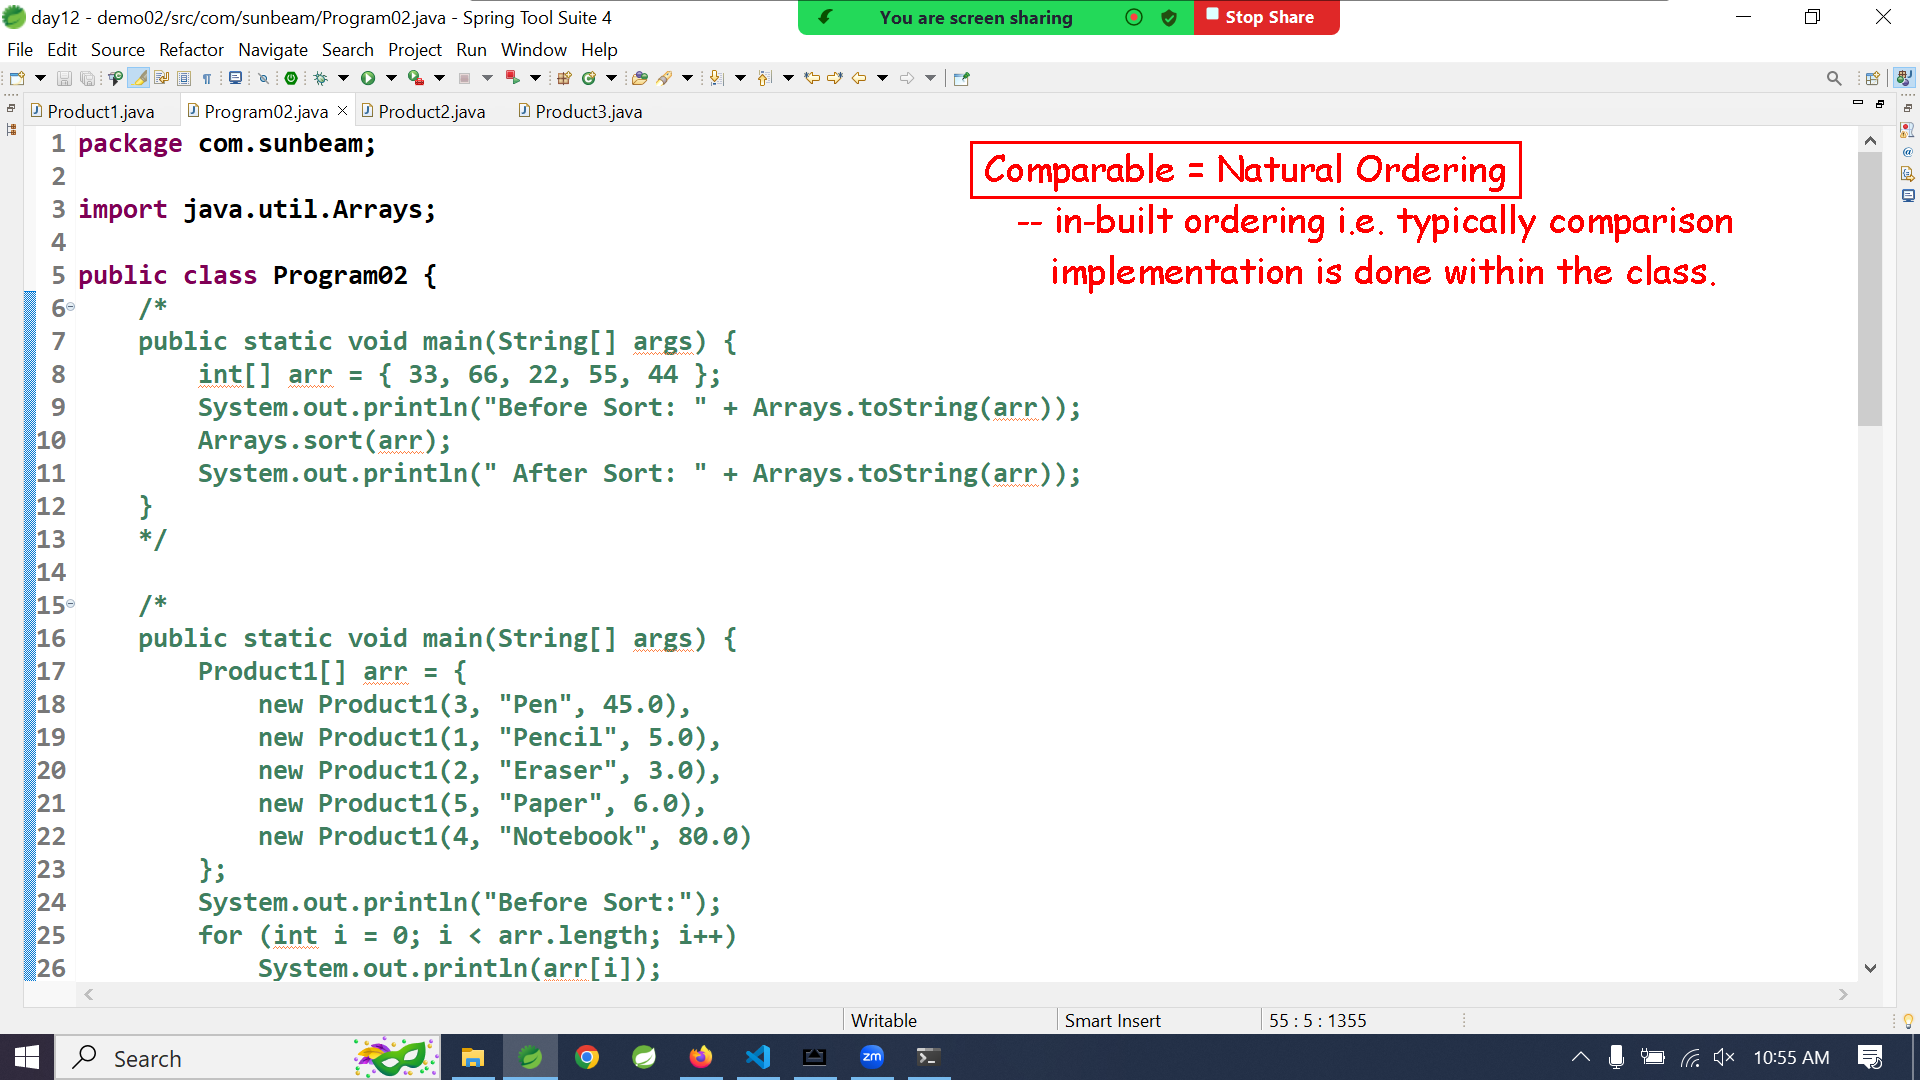 day12 - demo02/src/com/sunbeam/Program02.java - Spring Tool Suite 4
You are screen sharing
Stop Share
File Edit Source Refactor Navigate Search Project Run Window Help
Product1.java Program02.java Product2.java Product3.java
1 package com.sunbeam;
2
3 import java.util.Arrays;
4
5 public class Program02 {
6 /*
7 public static void main(String[] args) {
8 int[] arr = { 33, 66, 22, 55, 44 };
9 System.out.println("Before Sort: " + Arrays.toString(arr));
10 Arrays.sort(arr);
11 System.out.println(" After Sort: " + Arrays.toString(arr));
12 }
13 */
14
15 /*
16 public static void main(String[] args) {
17 Product1[] arr = {
18 new Product1(3, "Pen", 45.0),
19 new Product1(1, "Pencil", 5.0),
20 new Product1(2, "Eraser", 3.0),
21 new Product1(5, "Paper", 6.0),
22 new Product1(4, "Notebook", 80.0)
23 };
24 System.out.println("Before Sort:");
25 for (int i = 0; i < arr.length; i++)
26 System.out.println(arr[i]);
Comparable = Natural Ordering
-- in-built ordering i.e. typically comparison
implementation is done within the class.
Writable Smart Insert 55 : 5 : 1355
Search
zm
10:55 AM